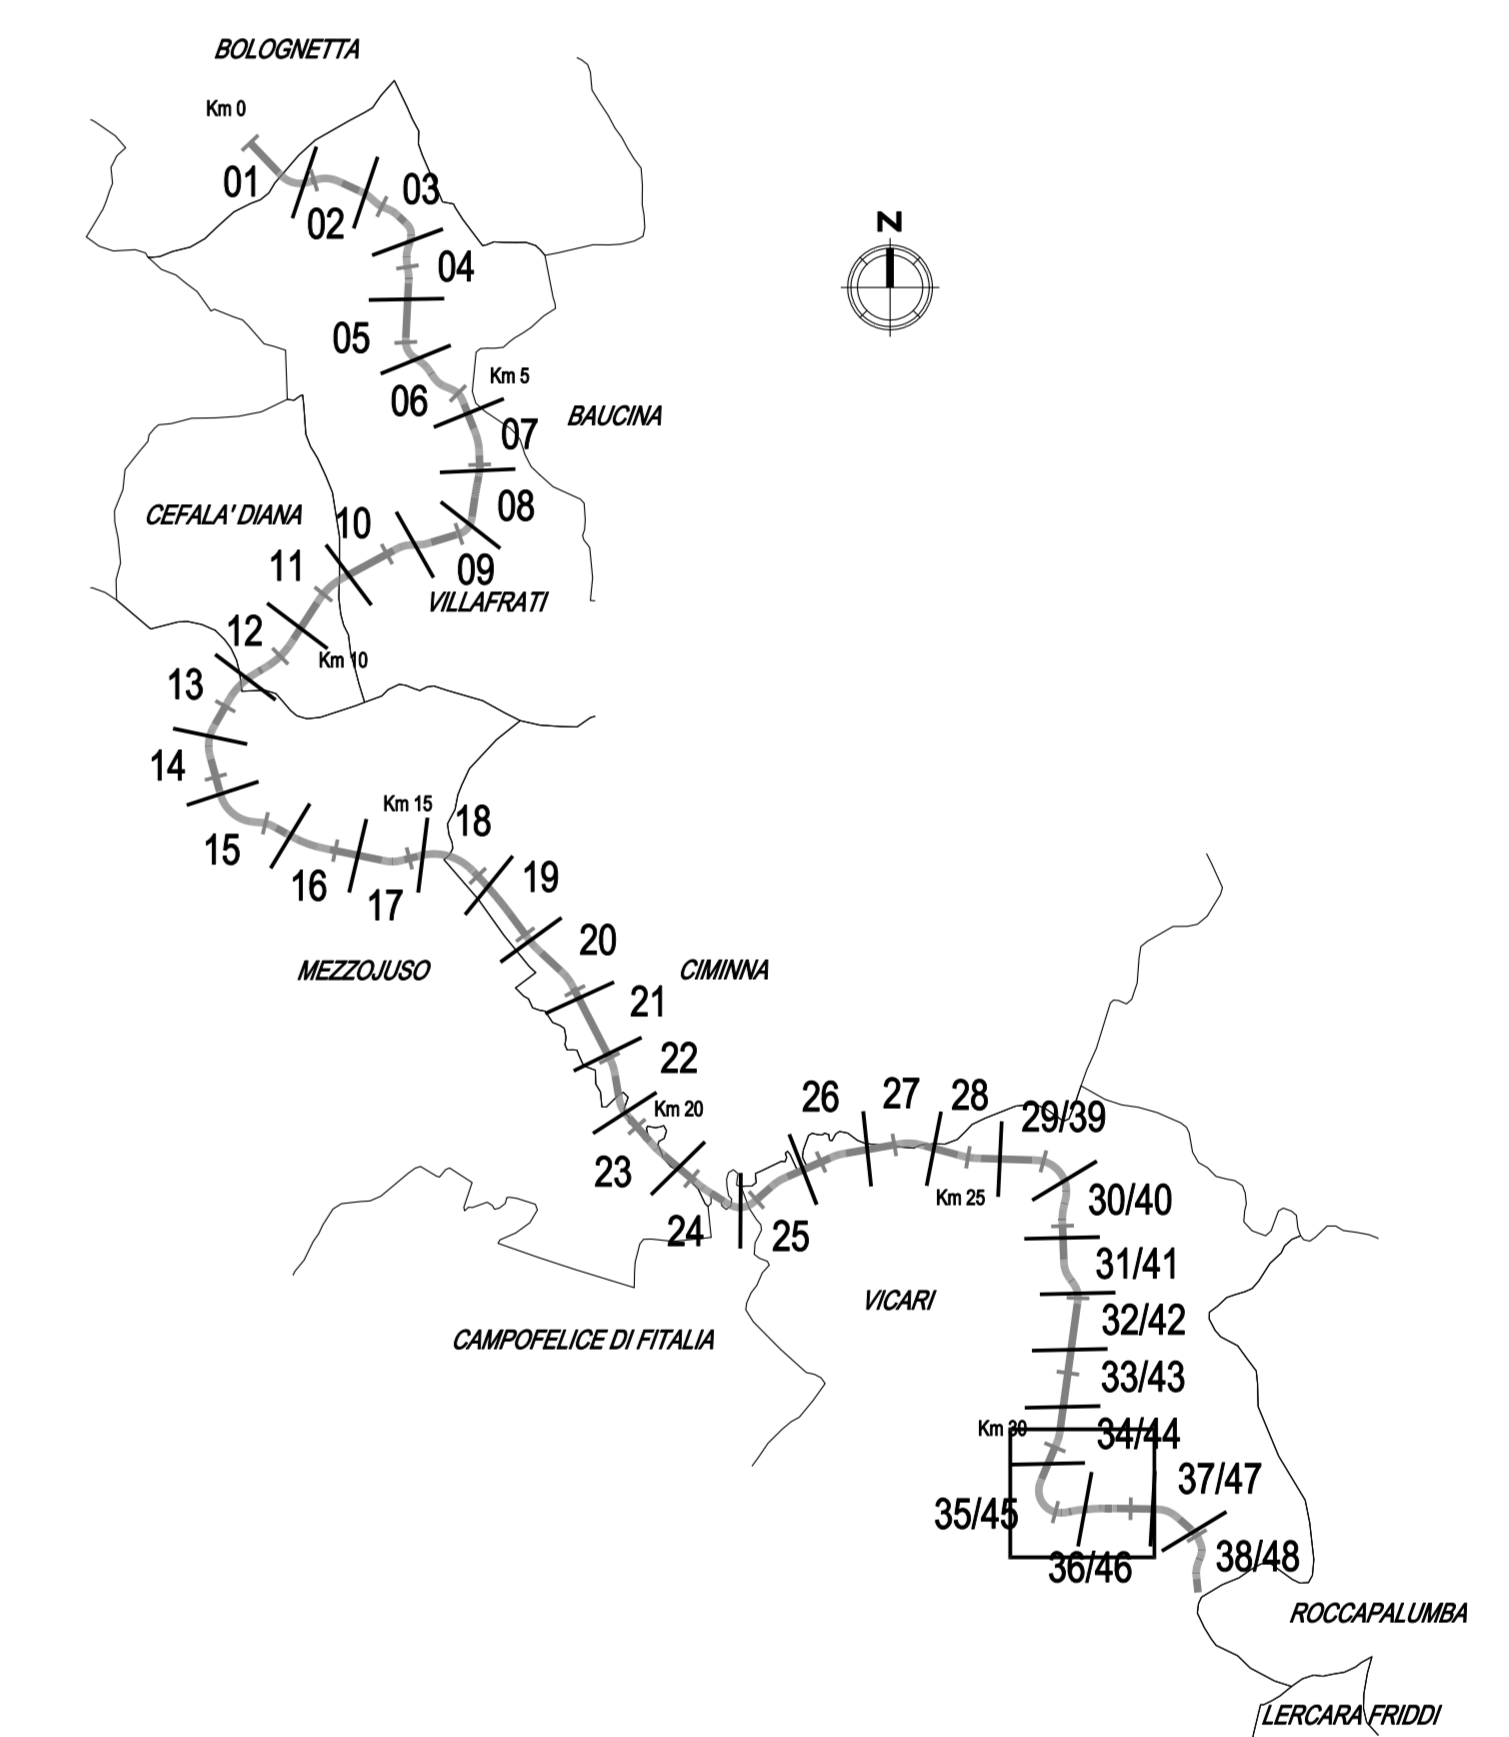 BOLOGNETTA
Km 0
01
02
03
N
04
05
Km 5
06
BAUCINA
07
CEFALA' DIANA
08
10
09
11
VILLAFRATI
12
Km 10
13
14
Km 15
18
15
16
17
19
20
MEZZOJUSO
CIMINNA
21
22
Km 20
26
27
28
29/39
23
Km 25
30/40
24
25
31/41
VICARI
32/42
CAMPOFELICE DI FITALIA
33/43
Km 30
34/44
37/47
35/45
36/46
38/48
ROCCAPALUMBA
LERCARA FRIDDI